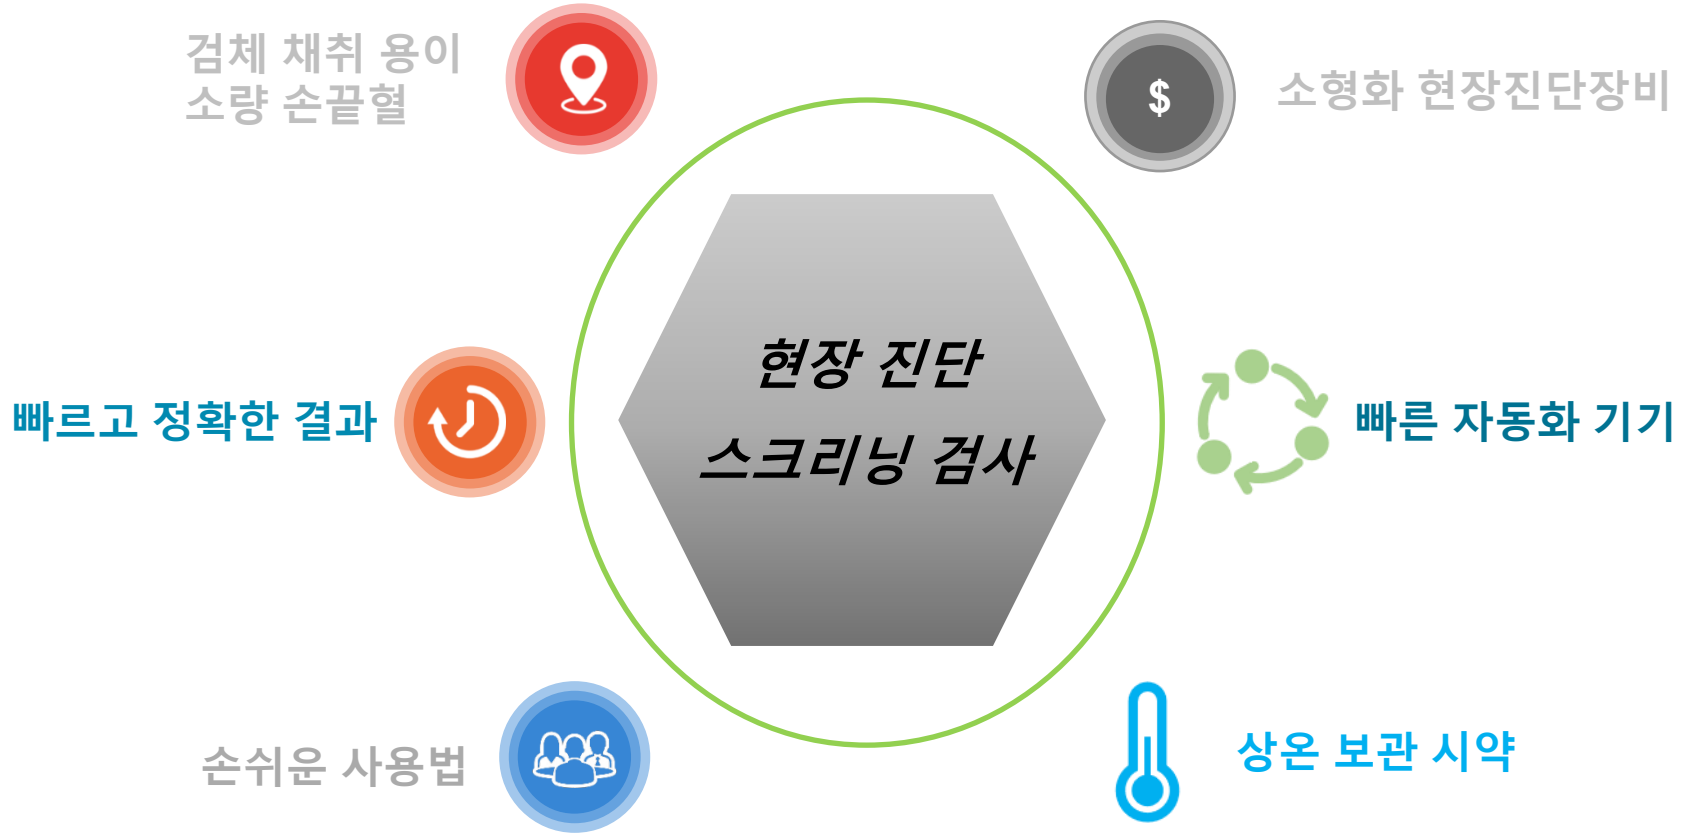 검체 채취 용이
소량 손끝혈
$
소형화 현장진단장비
현장 진단
스크리닝 검사
빠르고 정확한 결과
빠른 자동화 기기
손쉬운 사용법
상온 보관 시약